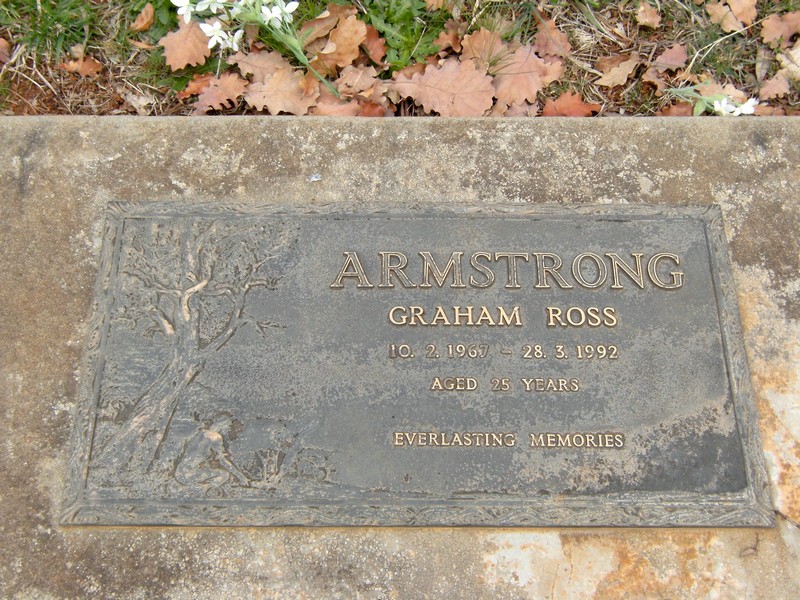 ARMSTRONG
GRAHAM ROSS
10. 2. 1967 - 28. 3. 1992
AGED 25 YEARS
EVERLASTING MEMORIES